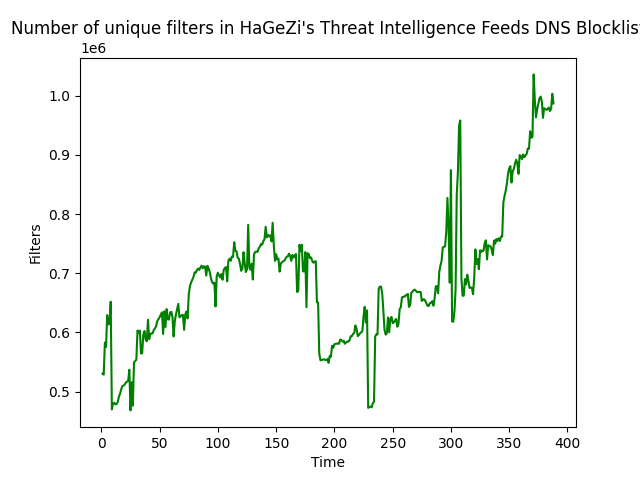 Number of unique filters in HaGeZi's Threat Intelligence Feeds DNS Blocklist
1e6
1.0
0.9
0.8
0.7
0.6
0.5
Filters
0 50 100 150 200 250 300 350 400
Time